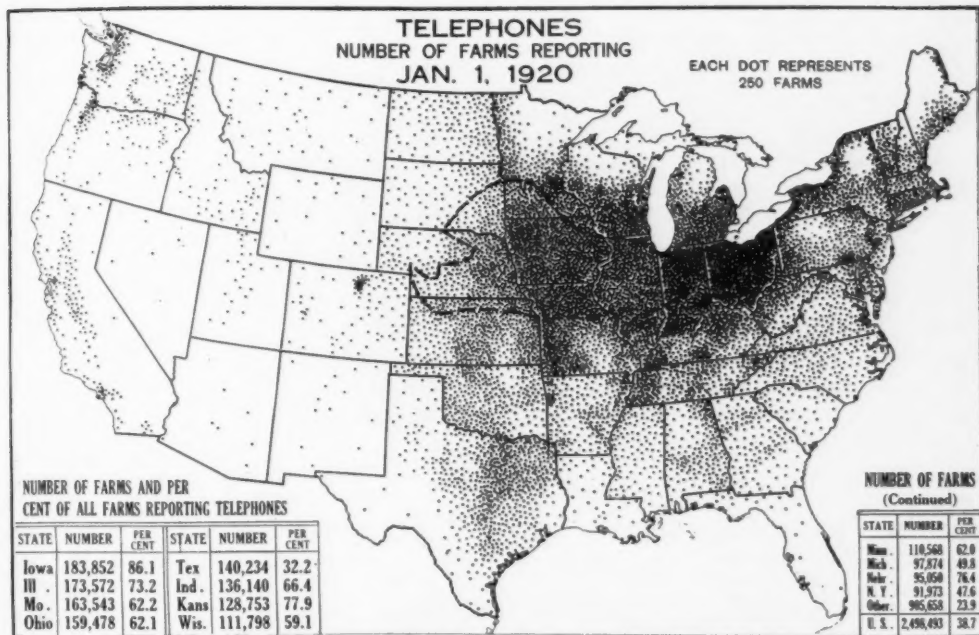 TELEPHONES
NUMBER OF FARMS REPORTING
JAN. 1, 1920
EACH DOT REPRESENTS
250 FARMS
NUMBER OF FARMS AND PER
CENT OF ALL FARMS REPORTING TELEPHONES
STATE NUMBER PER CENT STATE NUMBER PER CENT
Iowa 183,852 86.1 Tex 140,234 32.2
Ill. 173,572 73.2 Ind. 136,140 66.4
Mo. 163,543 62.2 Kans 128,753 77.9
Ohio 159,478 62.1 Wis. 111,798 59.1
NUMBER OF FARMS
(Continued)
STATE NUMBER PER CENT
Minn. 110,568 62.0
Mich. 97,874 49.8
Nebr. 95,050 76.4
N. Y. 91,973 47.6
Other. 905,658 23.9
U. S.. 2,498,493 38.7